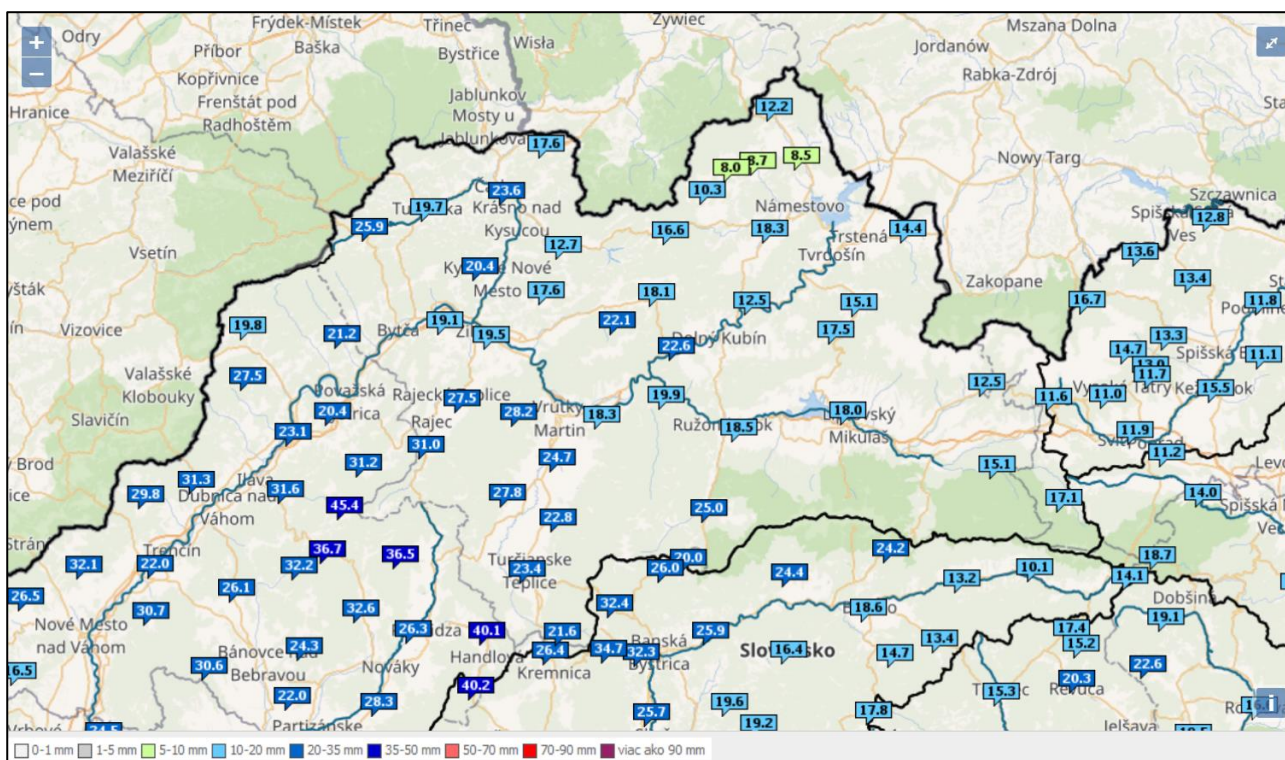 Frýdek-Místek
Třinec
Żywiec
Mszana Dolna
Odry
Příbor
Baška
Bystřice
Wisła
Jordanów
Kopřivnice
Rabka-Zdrój
Hranice
Frenštát pod
Radhoštěm
Jablunkov
Mosty u
Jablunkova
12.2
17.6
Valašské
Meziříčí
8.0
8.7
8.5
Nowy Targ
23.6
10.3
Szczawnica
19.7
Krásno nad
Kysucou
Námestovo
12.8
25.9
16.6
18.3
14.4
Trstená
Ves
Vsetín
12.7
Tvrdošín
13.6
20.4
Nové
Mesto
13.4
Zakopane
17.6
18.1
12.5
15.1
16.7
11.8
Vizovice
19.8
21.2
Bytča
19.1
19.5
22.1
17.5
13.3
Dolný Kubín
22.6
14.7
11.1
Valašské
Klobouky
27.5
13.0
11.7
12.5
Vysoké Tatry
11.0
15.5
Slavičín
Považská
20.4
27.5
28.2
Vrútky
Martin
18.3
19.9
18.0
11.6
23.1
Rajec
18.5
Mikuláš
11.9
31.0
11.2
31.2
24.7
15.1
29.8
31.3
Ilava
31.6
Dubnica nad
Váhom
45.4
27.8
25.0
17.1
14.0
22.8
Trenčín
36.7
36.5
24.2
32.1
22.0
32.2
Turčianske
Teplice
23.4
20.0
26.0
24.4
13.2
10.1
18.7
14.1
26.5
26.1
Dobšiná
30.7
32.6
32.4
18.6
19.1
Nové Mesto
nad Váhom
26.3
40.1
21.6
25.9
17.4
15.2
24.3
Handlová
26.4
34.7
32.3
Banská
Bystrica
16.4
13.4
14.7
22.6
16.5
30.6
Bánovce nad
Bebravou
Nováky
Kremnica
20.3
Revúca
22.0
28.3
40.2
15.3
Partizánske
25.7
19.6
19.2
17.8
Jelšava
0-1 mm 1-5 mm 5-10 mm 10-20 mm 20-35 mm 35-50 mm 50-70 mm 70-90 mm viac ako 90 mm